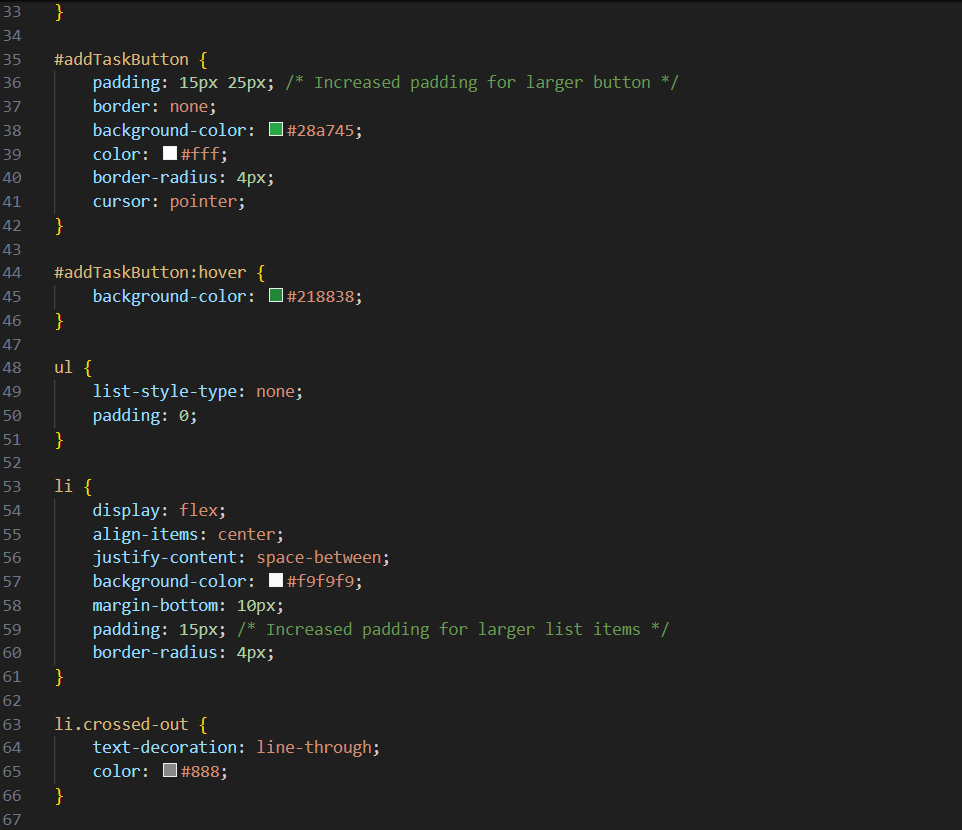 33 }
34
35 #addTaskButton {
36     padding: 15px 25px; /* Increased padding for larger button */
37     border: none;
38     background-color: #28a745;
39     color: #fff;
40     border-radius: 4px;
41     cursor: pointer;
42 }
43
44 #addTaskButton:hover {
45     background-color: #218838;
46 }
47
48 ul {
49     list-style-type: none;
50     padding: 0;
51 }
52
53 li {
54     display: flex;
55     align-items: center;
56     justify-content: space-between;
57     background-color: #f9f9f9;
58     margin-bottom: 10px;
59     padding: 15px; /* Increased padding for larger list items */
60     border-radius: 4px;
61 }
62
63 li.crossed-out {
64     text-decoration: line-through;
65     color: #888;
66 }
67